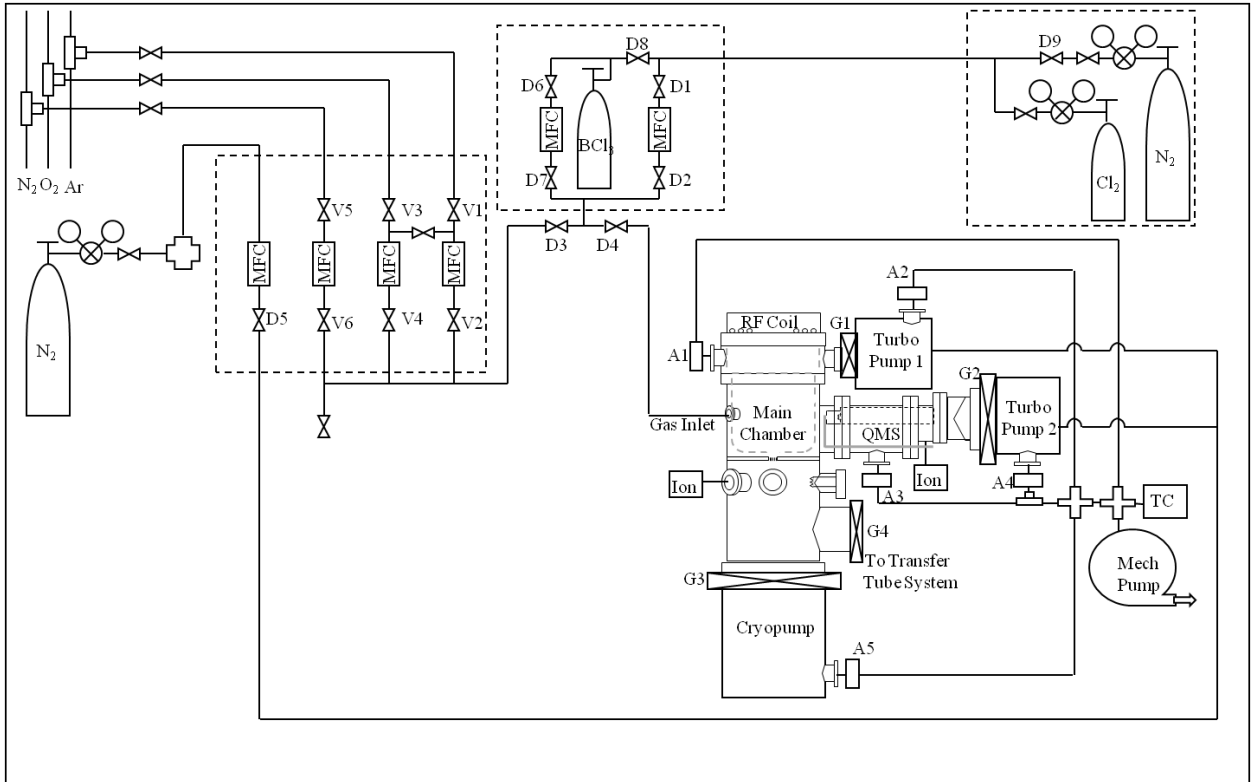 D8
D9
D6
D1
MFC
BCl3
MFC
N2
Cl2
D7
D2
N2 O2 Ar
V5
V3
V1
D3
D4
MFC
MFC
MFC
MFC
A2
D5
V6
V4
V2
RF Coil
G1
Turbo
Pump 1
A1
N2
G2
Turbo
Pump 2
Main
Chamber
Gas Inlet
QMS
Ion
Ion
A3
A4
TC
G4
To Transfer
Tube System
G3
Mech
Pump
Cryopump
A5